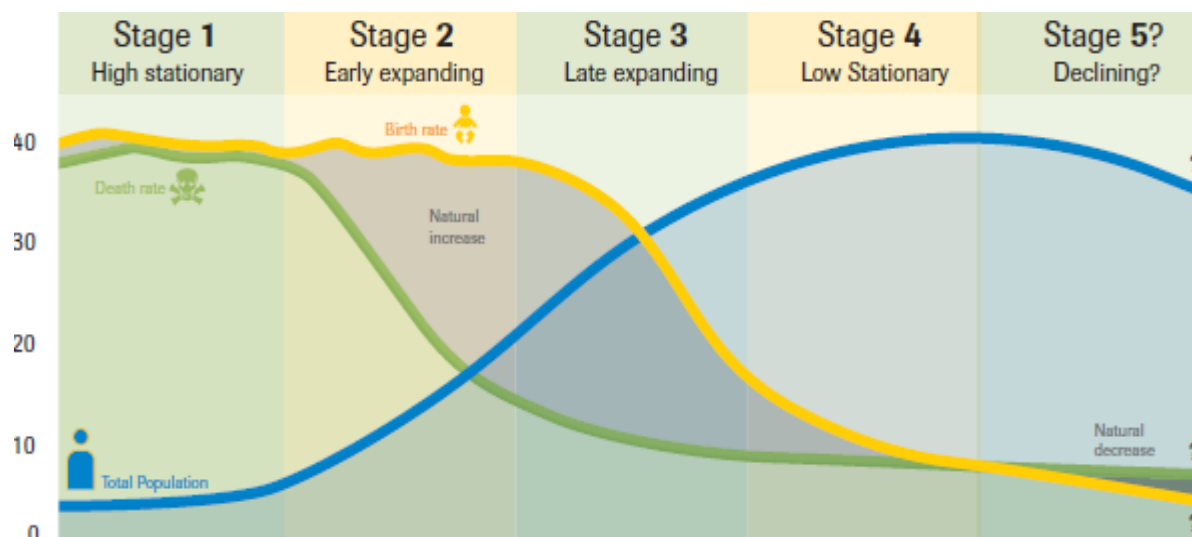 Stage 1
High stationary
Stage 2
Early expanding
Stage 3
Late expanding
Stage 4
Low Stationary
Stage 5?
Declining?
40
Birth rate
Death rate
Natural
increase
30
20
10
Natural
decrease
?
Total Population
0
?